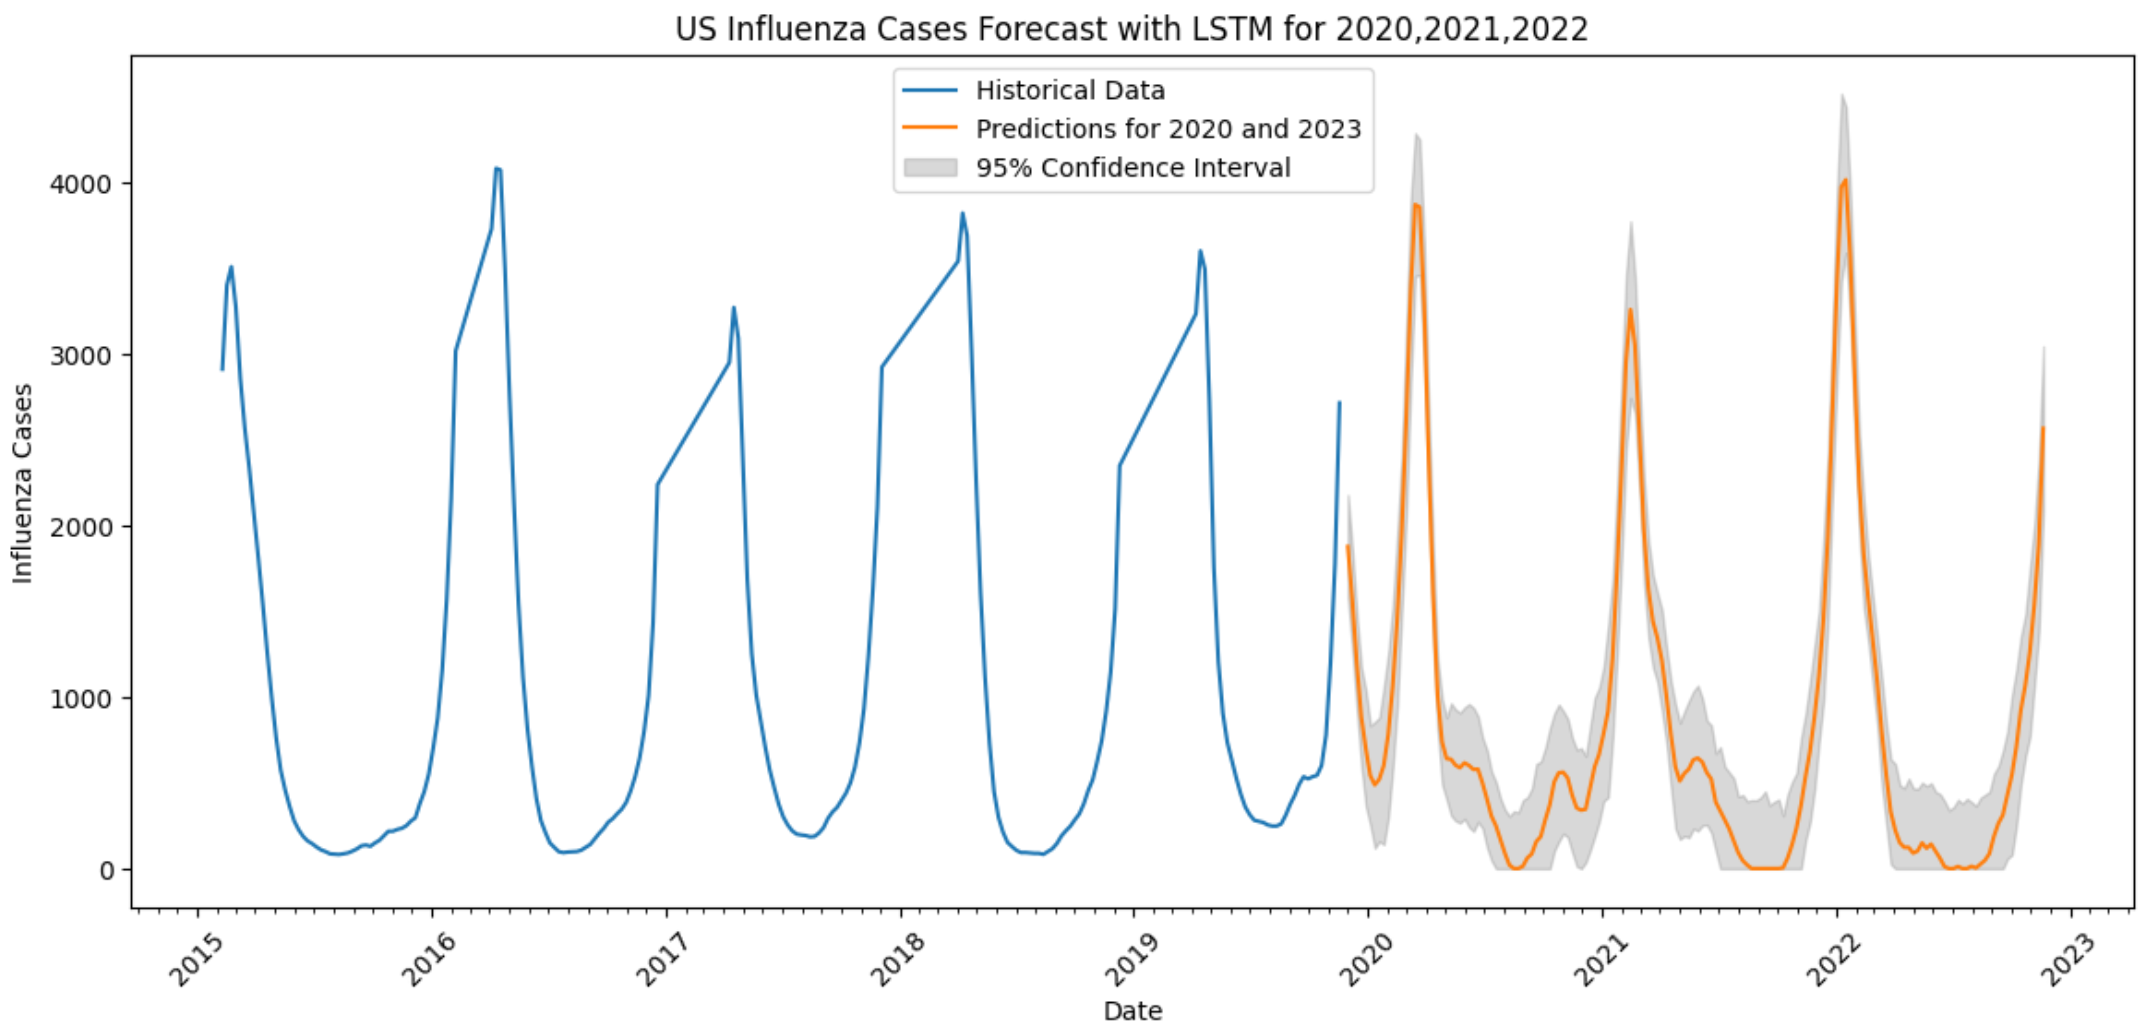 US Influenza Cases Forecast with LSTM for 2020,2021,2022
Historical Data
Predictions for 2020 and 2023
95% Confidence Interval
4000
3000
2000
1000
0
Influenza Cases
2015
2016
2017
2018
2019
2020
2021
2022
2023
Date